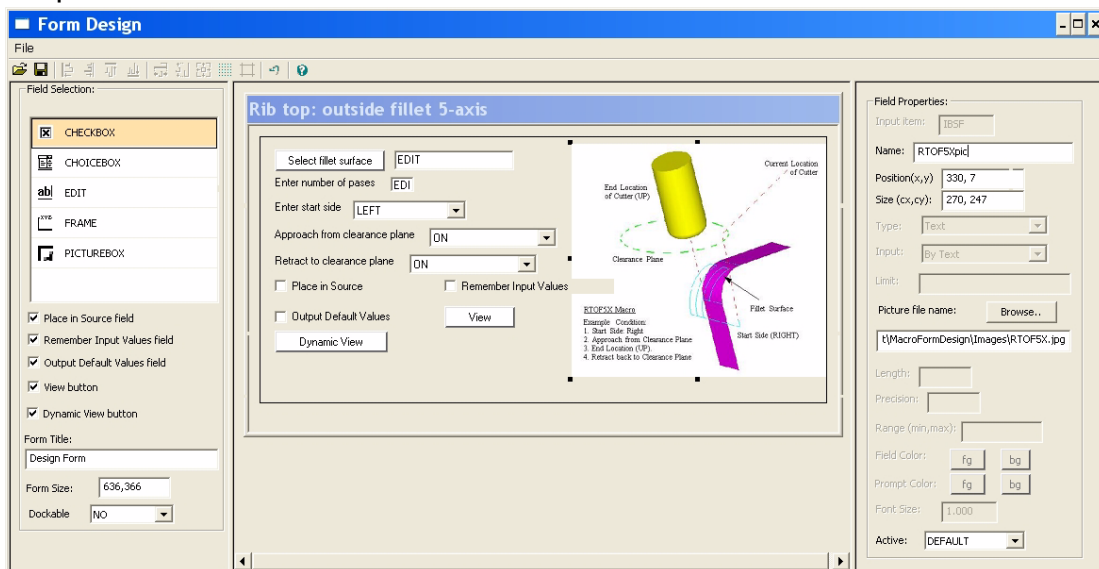 Form Design
File
Field Selection:
CHECKBOX
CHOICEBOX
ab| EDIT
FRAME
PICTUREBOX
Place in Source field
Remember Input Values field
Output Default Values field
View button
Dynamic View button
Form Title:
Design Form
Form Size: 636,366
Dockable NO
Rib top: outside fillet 5-axis
Select fillet surface EDIT
Enter number of pases EDI
Enter start side LEFT
Approach from clearance plane ON
Retract to clearance plane ON
Place in Source Remember Input Values
Output Default Values View
Dynamic View
Current Location
of Cutter
End Location
of Cutter (UP)
Clearance Plane
Fillet Surface
Start Side (RIGHT)
RTOF5X Macro
Example Condition:
1. Start Side Right
2. Approach from Clearance Plane
3. End Location (UP).
4. Retract back to Clearance Plane
Field Properties:
Input item: IBSF
Name: RTOF5Xpic
Position(x,y) 330, 7
Size (cx,cy): 270, 247
Type: Text
Input: By Text
Limit:
Picture file name: Browse..
t\MacroFormDesign\Images\RTOF5X.jpg
Length:
Precision:
Range (min,max):
Field Color: fg bg
Prompt Color: fg bg
Font Size: 1.000
Active: DEFAULT